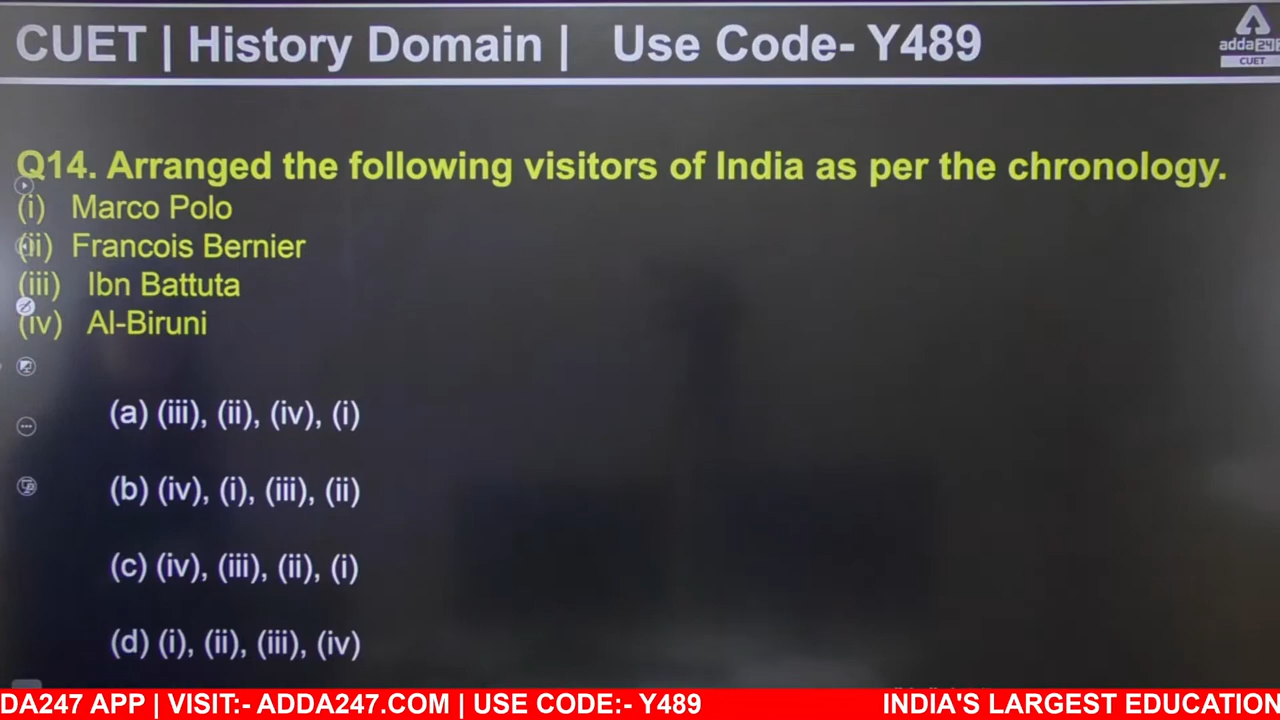 CUET | History Domain | Use Code- Y489
adda247
CUET
Q14. Arranged the following visitors of India as per the chronology.
(i) Marco Polo
(ii) Francois Bernier
(iii) Ibn Battuta
(iv) Al-Biruni
(a) (iii), (ii), (iv), (i)
(b) (iv), (i), (iii), (ii)
(c) (iv), (iii), (ii), (i)
(d) (i), (ii), (iii), (iv)
DA247 APP | VISIT:- ADDA247.COM | USE CODE:- Y489 INDIA'S LARGEST EDUCATION